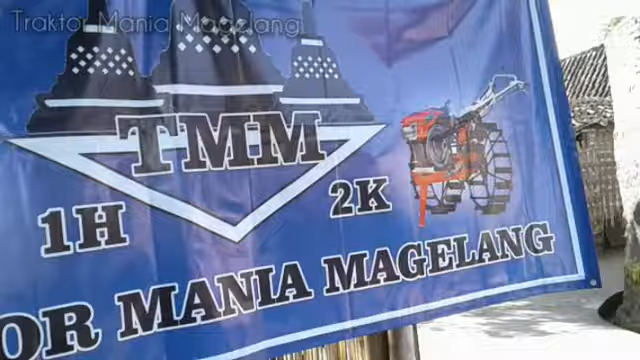 Traktor Mania Magelang
TMM
1H
2K
OR MANIA MAGELANG